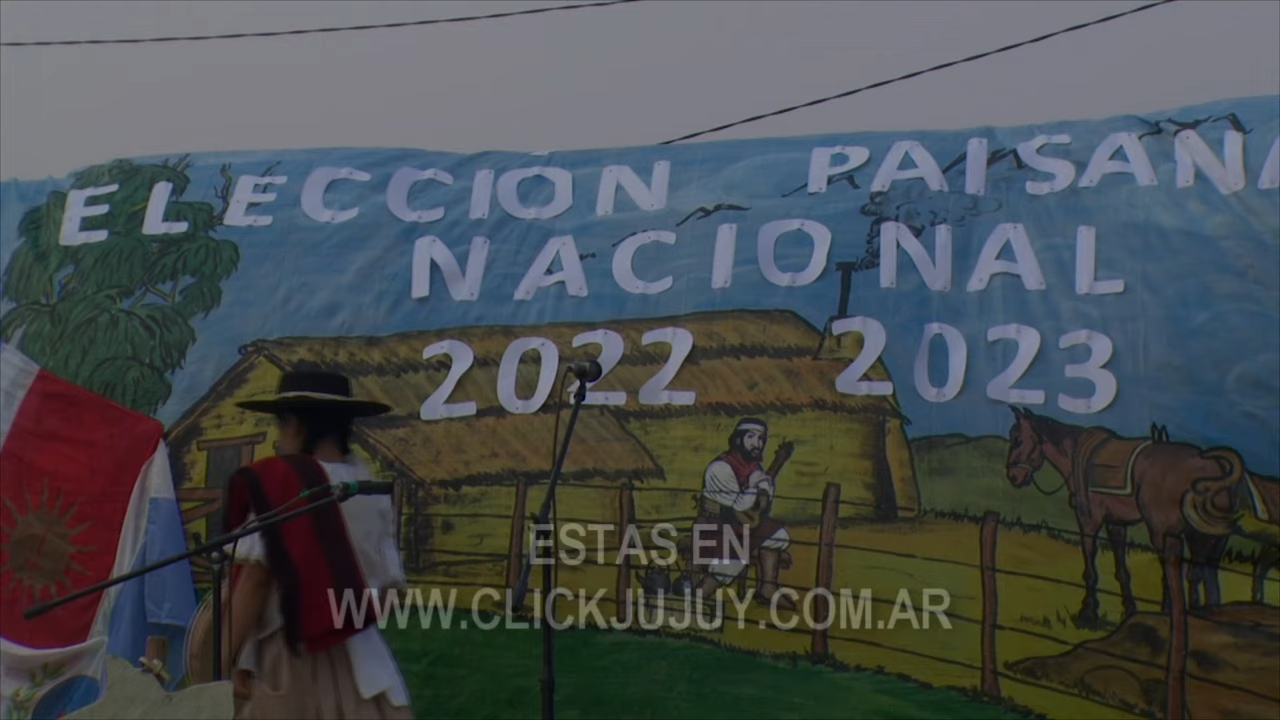 ELECCION PAISANA
NACIONAL
2022 2023
ESTAS EN
WWW.CLICKJUJUY.COM.AR